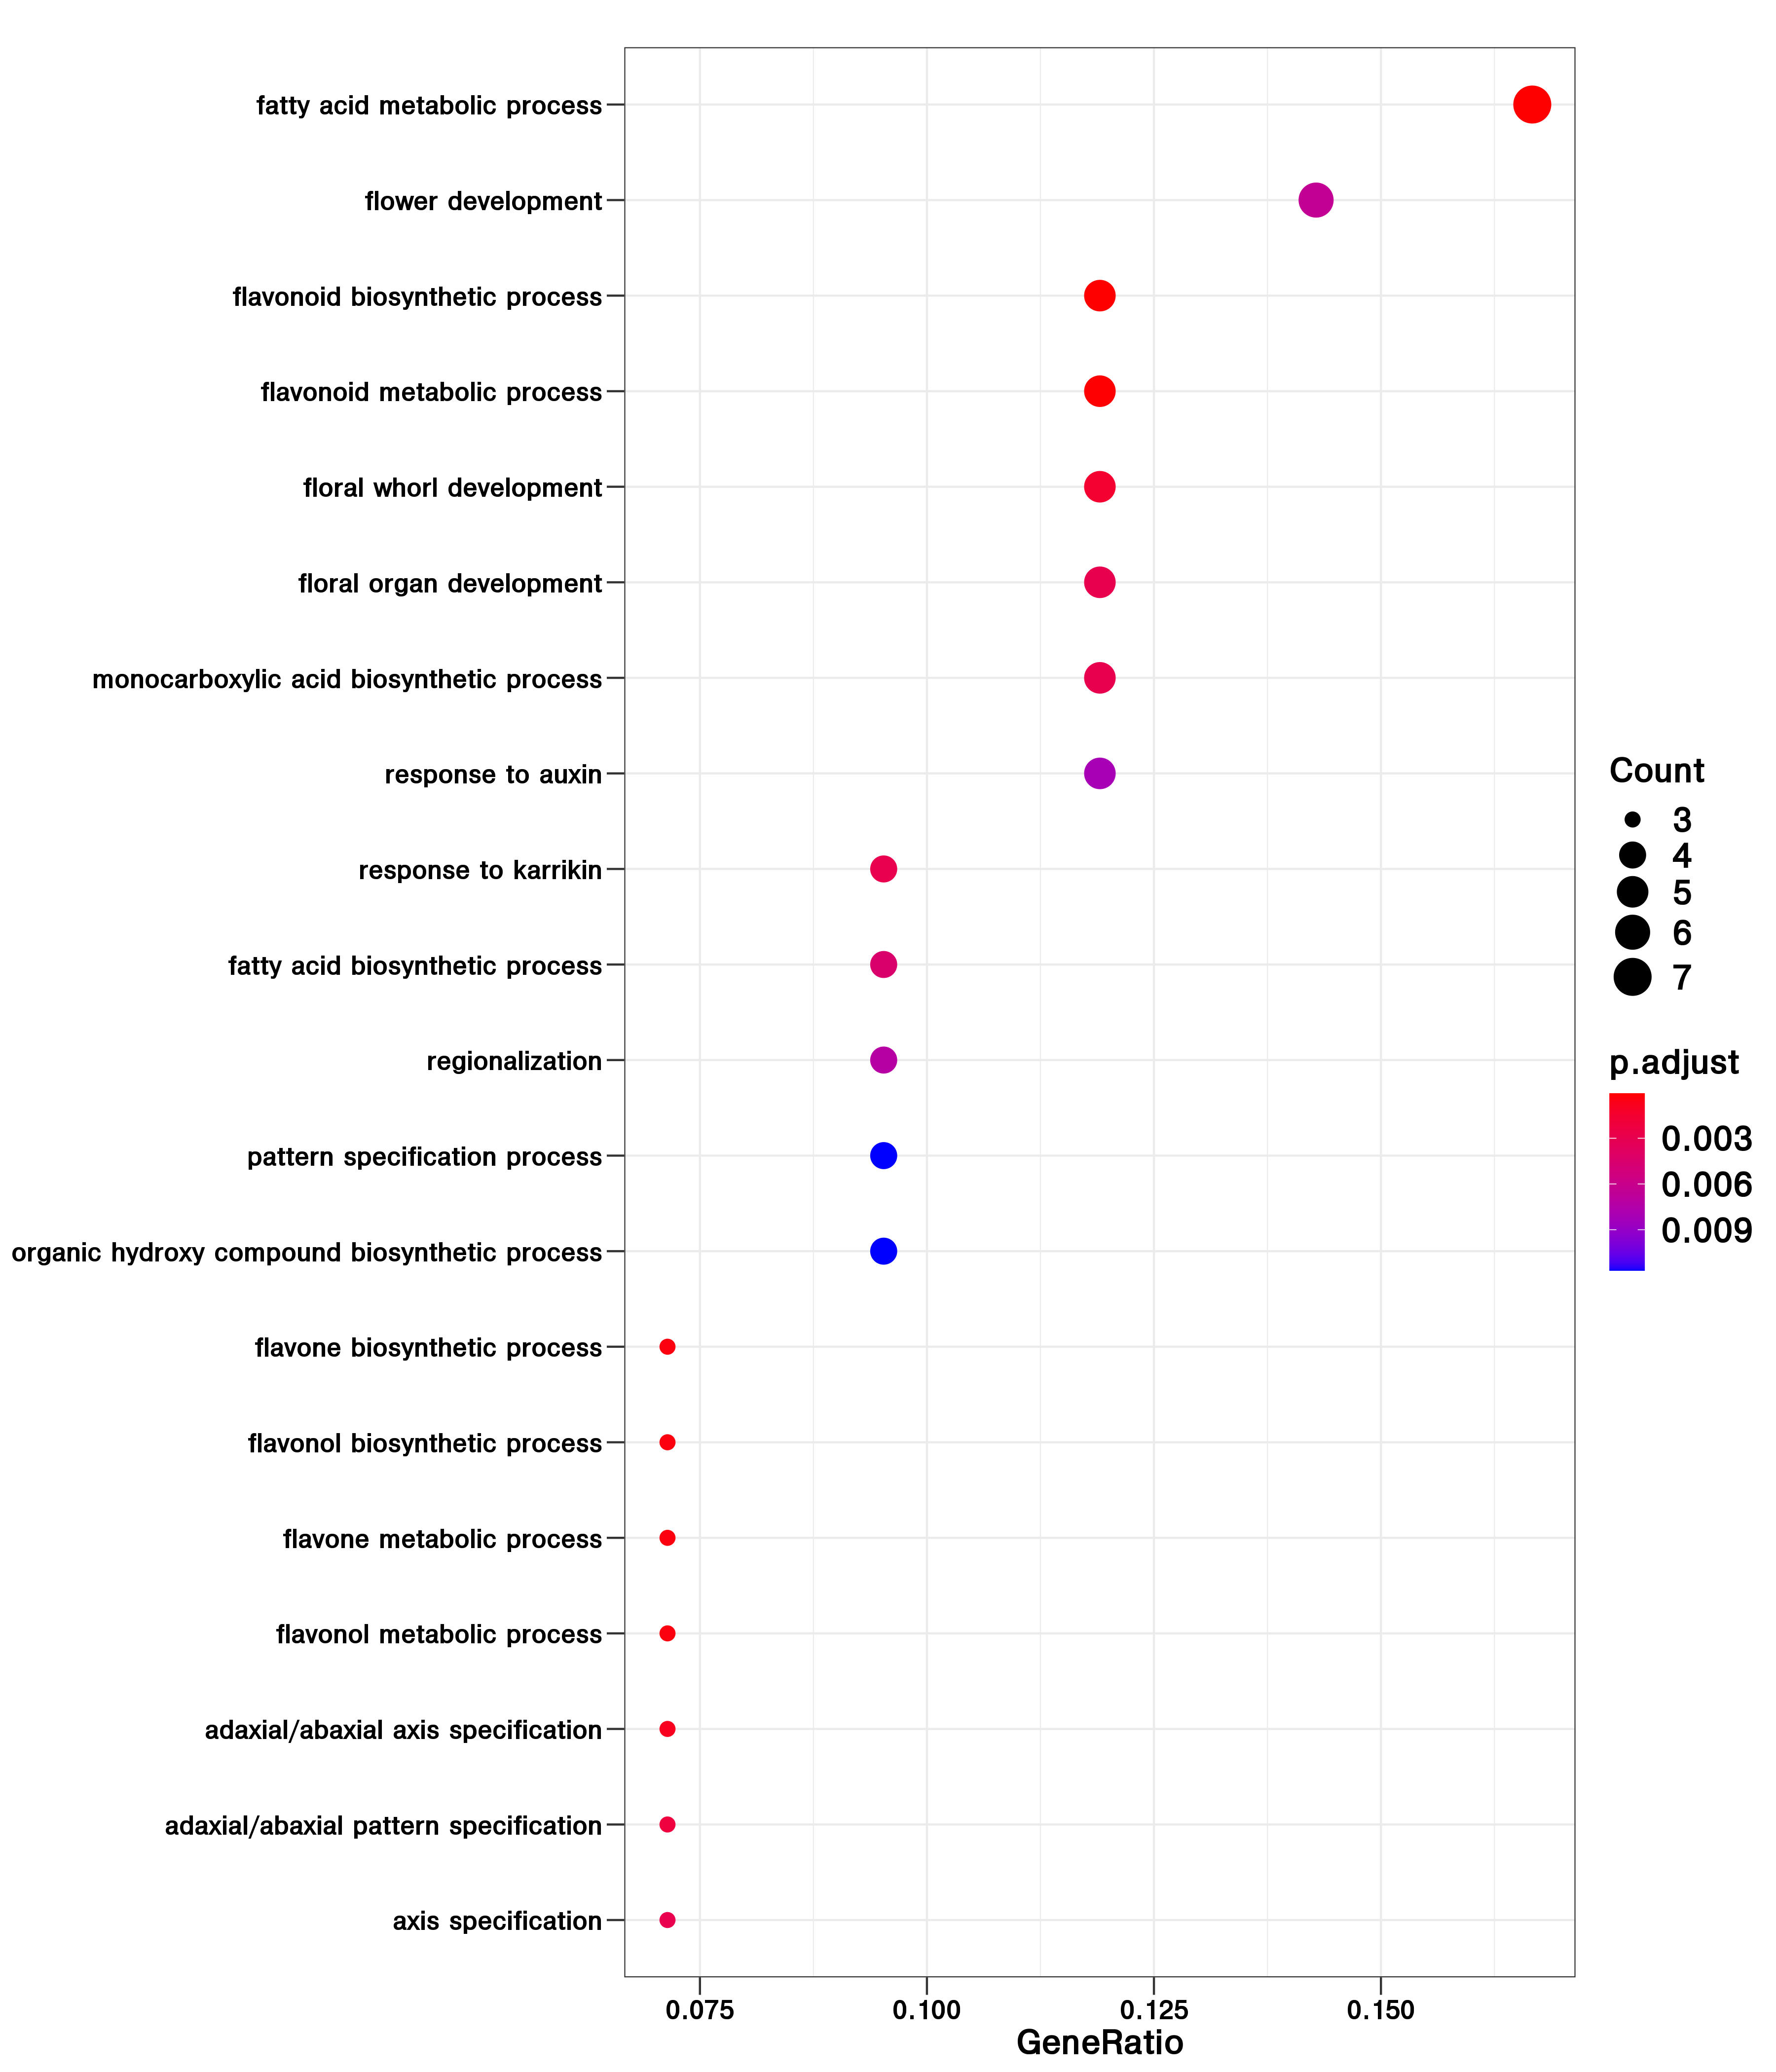 fatty acid metabolic process
flower development
flavonoid biosynthetic process
flavonoid metabolic process
floral whorl development
floral organ development
monocarboxylic acid biosynthetic process
response to auxin
response to karrikin
fatty acid biosynthetic process
regionalization
pattern specification process
organic hydroxy compound biosynthetic process
flavone biosynthetic process
flavonol biosynthetic process
flavone metabolic process
flavonol metabolic process
adaxial/abaxial axis specification
adaxial/abaxial pattern specification
axis specification
0.075 0.100 0.125 0.150
GeneRatio
Count
3
4
5
6
7
p.adjust
0.003
0.006
0.009